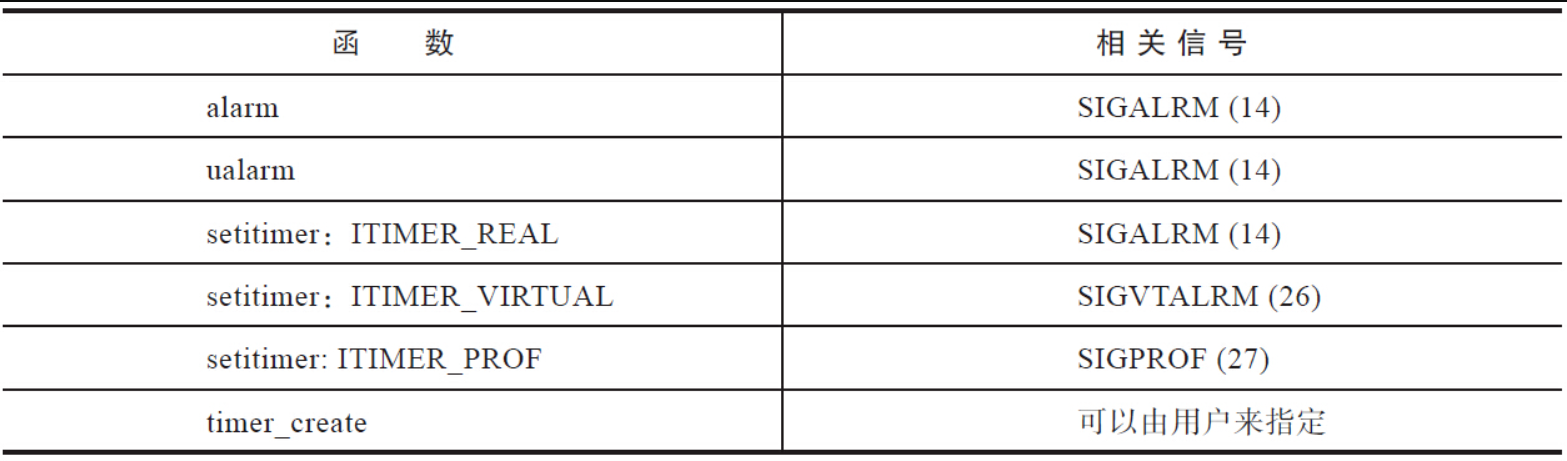 函 数 相关信号
alarm SIGALRM (14)
ualarm SIGALRM (14)
setitimer：ITIMER_REAL SIGALRM (14)
setitimer：ITIMER_VIRTUAL SIGVTALRM (26)
setitimer: ITIMER_PROF SIGPROF (27)
timer_create 可以由用户来指定